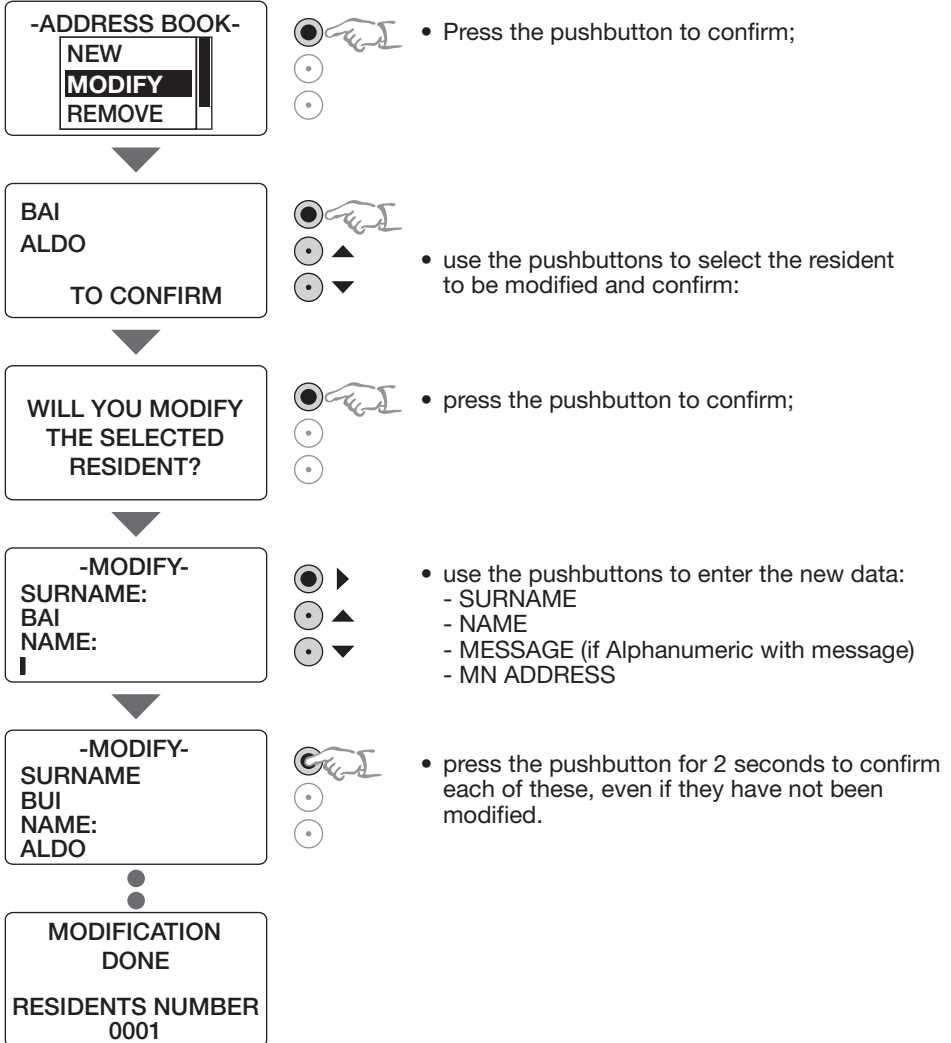 -ADDRESS BOOK-
NEW
MODIFY
REMOVE
• Press the pushbutton to confirm;
BAI
ALDO
TO CONFIRM
• use the pushbuttons to select the resident
to be modified and confirm:
WILL YOU MODIFY
THE SELECTED
RESIDENT?
• press the pushbutton to confirm;
-MODIFY-
SURNAME:
BAI
NAME:
• use the pushbuttons to enter the new data:
- SURNAME
- NAME
- MESSAGE (if Alphanumeric with message)
- MN ADDRESS
-MODIFY-
SURNAME
BUI
NAME:
ALDO
• press the pushbutton for 2 seconds to confirm
each of these, even if they have not been
modified.
MODIFICATION
DONE
RESIDENTS NUMBER
0001